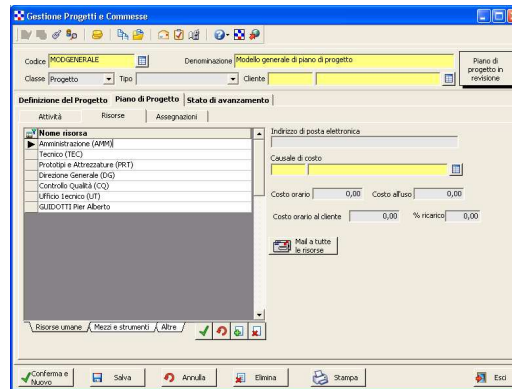 Gestione Progetti e Commesse
Codice MODGENERALE Denominazione Modello generale di piano di progetto
Piano di progetto in revisione
Classe Progetto Tipo Cliente
Definizione del Progetto Piano di Progetto Stato di avanzamento
Attività Risorse Assegnazioni
Nome risorsa
Amministrazione (AMM)
Tecnico (TEC)
Prototipi e Attrezzature (PRT)
Direzione Generale (DG)
Controllo Qualità (CQ)
Ufficio Tecnico (UT)
GUIDOTTI Pier Alberto
Indirizzo di posta elettronica
Causale di costo
Costo orario 0,00 Costo all'uso 0,00
Costo orario al cliente 0,00 % ricarico 0,00
Mail a tutte
le risorse
Risorse umane Mezzi e strumenti Altre
Conferma e Nuovo Salva Annulla Elimina Stampa Esci